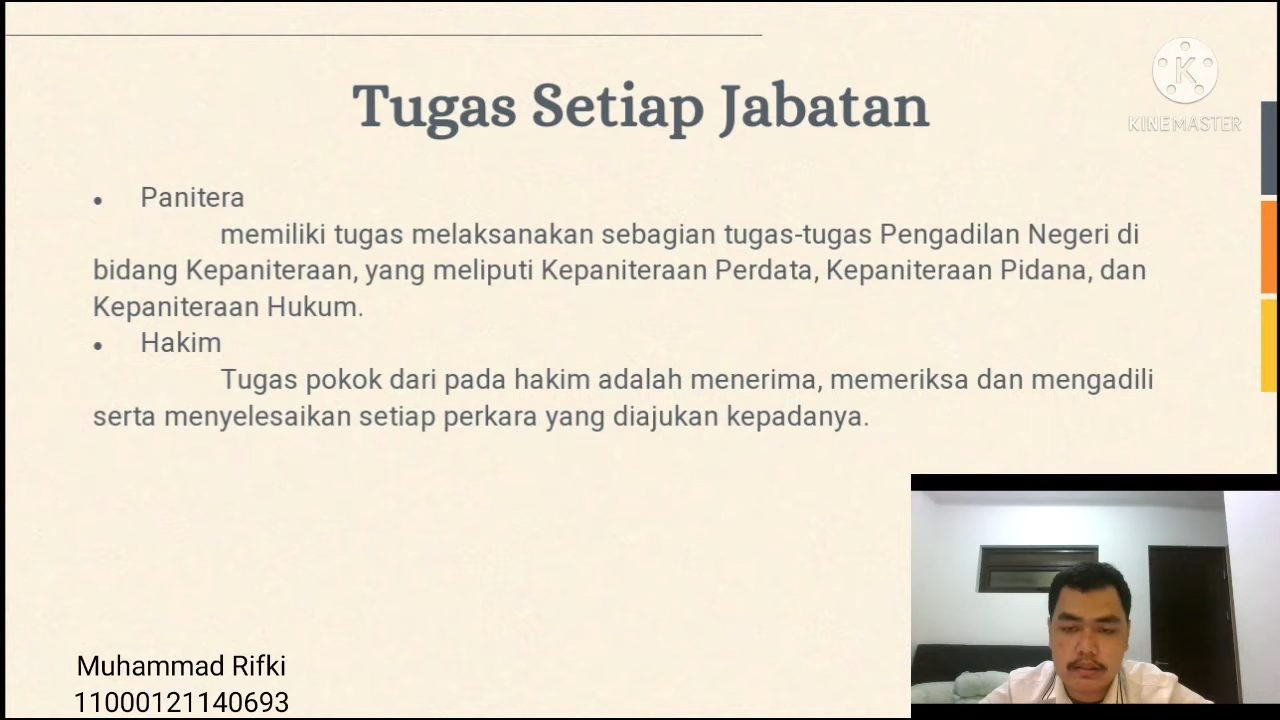 Tugas Setiap Jabatan
KINEMASTER
• Panitera
memiliki tugas melaksanakan sebagian tugas-tugas Pengadilan Negeri di
bidang Kepaniteraan, yang meliputi Kepaniteraan Perdata, Kepaniteraan Pidana, dan
Kepaniteraan Hukum.
• Hakim
Tugas pokok dari pada hakim adalah menerima, memeriksa dan mengadili
serta menyelesaikan setiap perkara yang diajukan kepadanya.
Muhammad Rifki
11000121140693